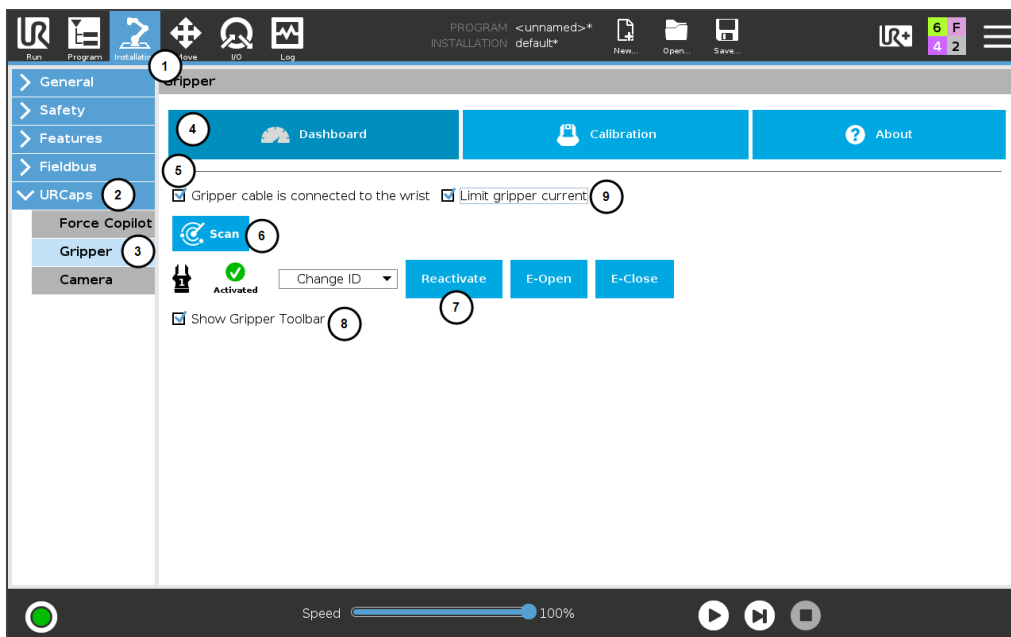 PROGRAM <unnamed>*
INSTALLATION default*
UR
UR+
6 F
4 2
Run Program Installation Move I/O Log New... Open... Save...
1
General
Gripper
Safety
Features
4 Dashboard Calibration ? About
Fieldbus
5
URCaps 2
Gripper cable is connected to the wrist Limit gripper current 9
Force Copilot
Scan 6
Gripper 3
Camera
1 Activated Change ID Reactivate E-Open E-Close
7
Show Gripper Toolbar 8
Speed 100%